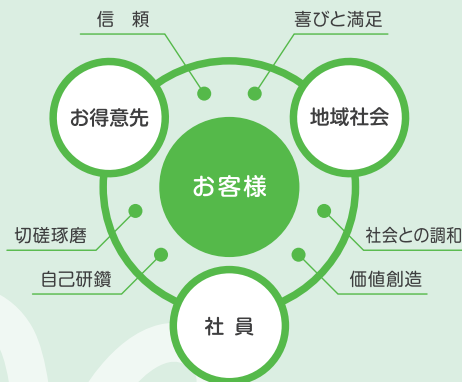 信　頼
喜びと満足
お得意先
地域社会
お客様
切磋琢磨
社会との調和
自己研鑽
価値創造
社 員